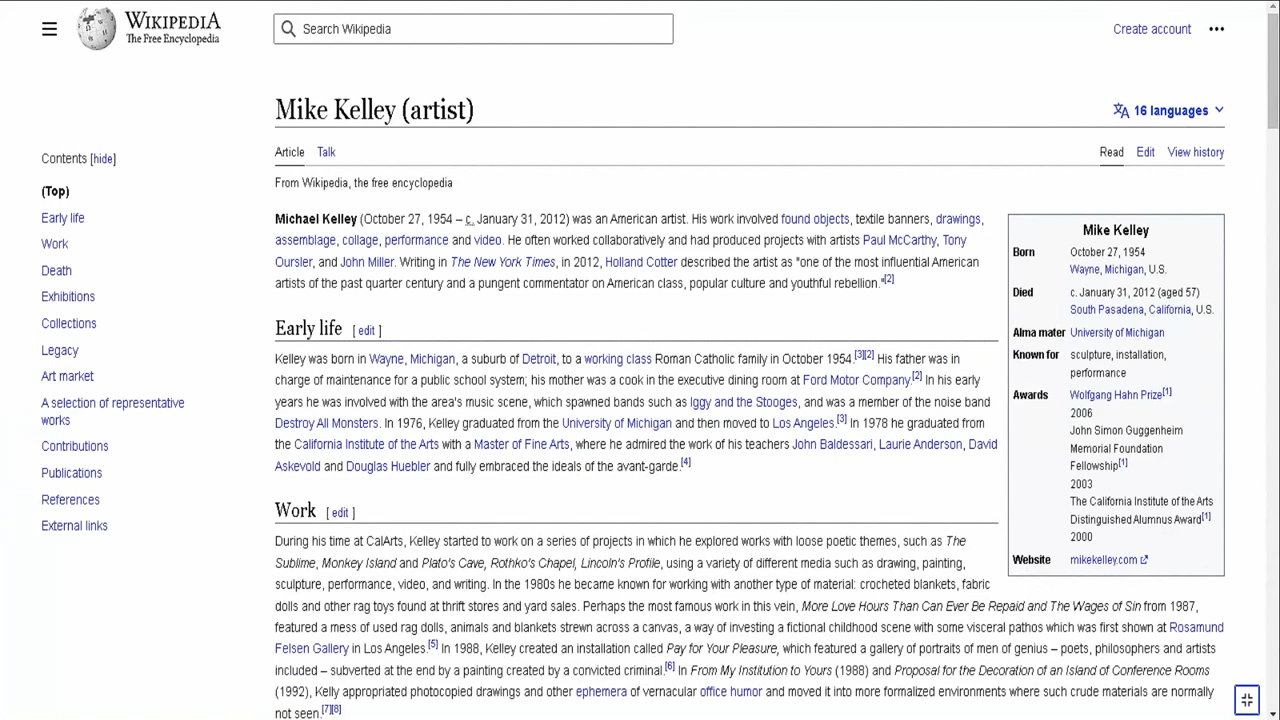 WIKIPEDIA
The Free Encyclopedia
Search Wikipedia
Create account
Mike Kelley (artist)
16 languages
Article Talk
Read Edit View history
From Wikipedia, the free encyclopedia
Contents [hide]
(Top)
Early life
Work
Death
Exhibitions
Collections
Legacy
Art market
A selection of representative
works
Contributions
Publications
References
External links
Michael Kelley (October 27, 1954 – c. January 31, 2012) was an American artist. His work involved found objects, textile banners, drawings,
assemblage, collage, performance and video. He often worked collaboratively and had produced projects with artists Paul McCarthy, Tony
Oursler, and John Miller. Writing in The New York Times, in 2012, Holland Cotter described the artist as "one of the most influential American
artists of the past quarter century and a pungent commentator on American class, popular culture and youthful rebellion."[2]
Early life [ edit ]
Kelley was born in Wayne, Michigan, a suburb of Detroit, to a working class Roman Catholic family in October 1954.[3][2] His father was in
charge of maintenance for a public school system; his mother was a cook in the executive dining room at Ford Motor Company.[2] In his early
years he was involved with the area's music scene, which spawned bands such as Iggy and the Stooges, and was a member of the noise band
Destroy All Monsters. In 1976, Kelley graduated from the University of Michigan and then moved to Los Angeles.[3] In 1978 he graduated from
the California Institute of the Arts with a Master of Fine Arts, where he admired the work of his teachers John Baldessari, Laurie Anderson, David
Askevold and Douglas Huebler and fully embraced the ideals of the avant-garde.[4]
Work [ edit ]
During his time at CalArts, Kelley started to work on a series of projects in which he explored works with loose poetic themes, such as The
Sublime, Monkey Island and Plato's Cave, Rothko's Chapel, Lincoln's Profile, using a variety of different media such as drawing, painting,
sculpture, performance, video, and writing. In the 1980s he became known for working with another type of material: crocheted blankets, fabric
dolls and other rag toys found at thrift stores and yard sales. Perhaps the most famous work in this vein, More Love Hours Than Can Ever Be Repaid and The Wages of Sin from 1987,
featured a mess of used rag dolls, animals and blankets strewn across a canvas, a way of investing a fictional childhood scene with some visceral pathos which was first shown at Rosamund
Felsen Gallery in Los Angeles.[5] In 1988, Kelley created an installation called Pay for Your Pleasure, which featured a gallery of portraits of men of genius – poets, philosophers and artists
included – subverted at the end by a painting created by a convicted criminal.[6] In From My Institution to Yours (1988) and Proposal for the Decoration of an Island of Conference Rooms
(1992), Kelly appropriated photocopied drawings and other ephemera of vernacular office humor and moved it into more formalized environments where such crude materials are normally
not seen.[7][8]
Mike Kelley
Born October 27, 1954
Wayne, Michigan, U.S.
Died c. January 31, 2012 (aged 57)
South Pasadena, California, U.S.
Alma mater University of Michigan
Known for sculpture, installation,
performance
Awards Wolfgang Hahn Prize[1]
2006
John Simon Guggenheim
Memorial Foundation
Fellowship[1]
2003
The California Institute of the Arts
Distinguished Alumnus Award[1]
2000
Website mikekelley.com